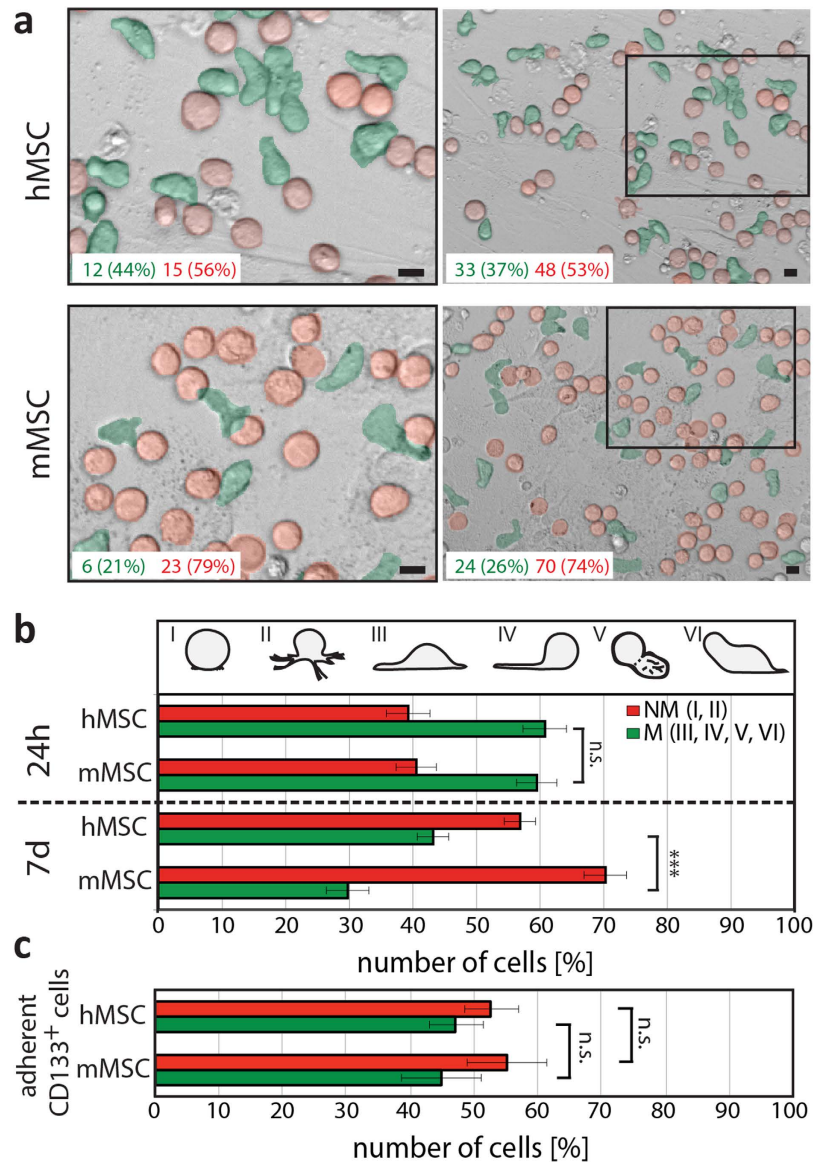 a
hMSC
12 (44%) 15 (56%)
33 (37%) 48 (53%)
mMSC
6 (21%) 23 (79%)
24 (26%) 70 (74%)
b
I II III IV V VI
24h
hMSC
mMSC
NM (I, II)
M (III, IV, V, VI)
n.s.
7d
hMSC
mMSC
***
0 10 20 30 40 50 60 70 80 90 100
number of cells [%]
c
adherent
CD133+ cells
hMSC
mMSC
n.s.
n.s.
0 10 20 30 40 50 60 70 80 90 100
number of cells [%]